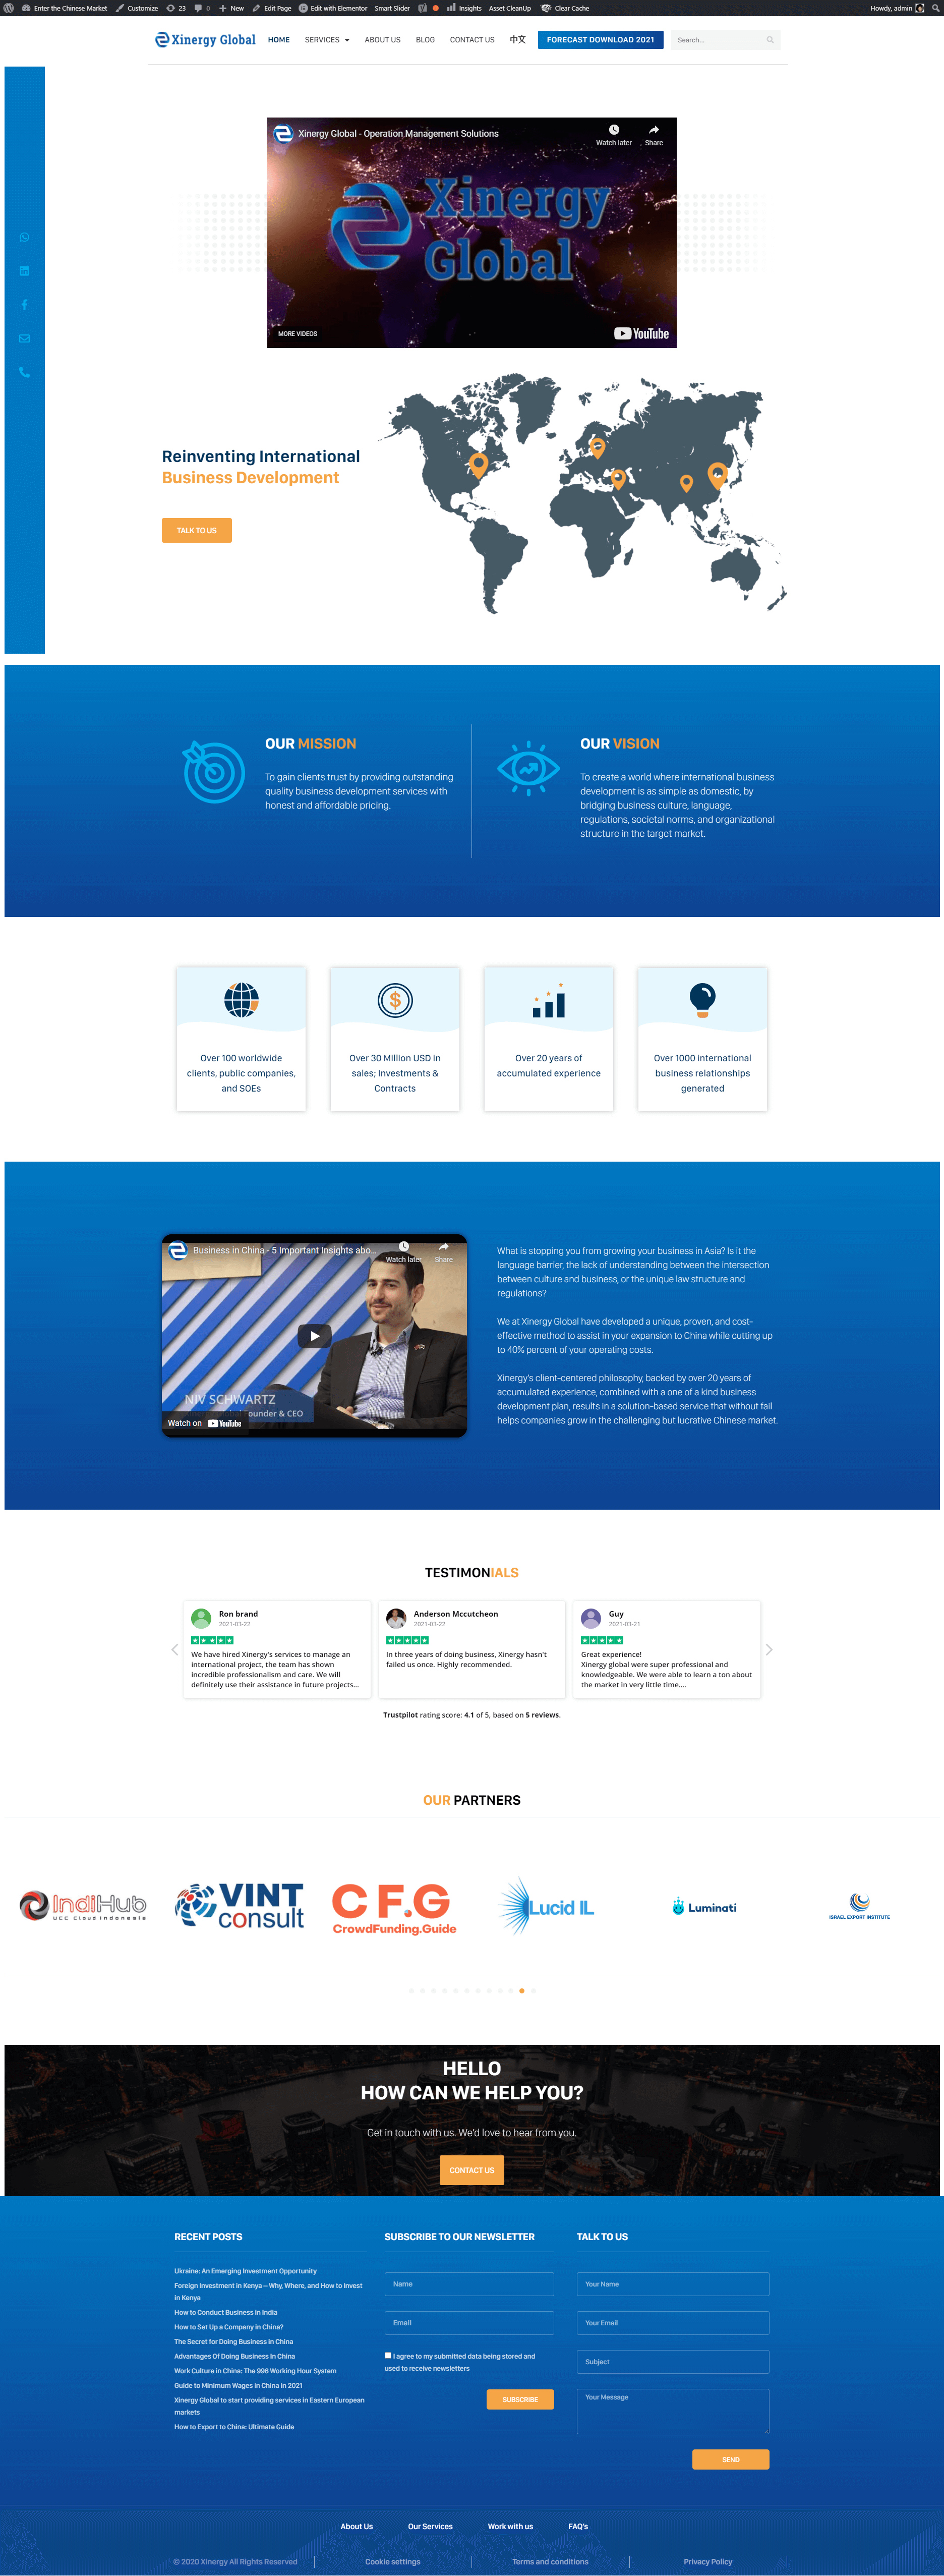 Enter the Chinese Market Customize 23 0 New Edit Page Edit with Elementor Smart Slider Insights Asset CleanUp Clear Cache Howdy, admin
Xinergy Global HOME SERVICES ABOUT US BLOG CONTACT US 中文 FORECAST DOWNLOAD 2021 Search...
Xinergy Global - Operation Management Solutions
Watch later Share
Xinergy
Global
MORE VIDEOS
YouTube
Reinventing International
Business Development
TALK TO US
OUR MISSION
To gain clients trust by providing outstanding
quality business development services with
honest and affordable pricing.
OUR VISION
To create a world where international business
development is as simple as domestic, by
bridging business culture, language,
regulations, societal norms, and organizational
structure in the target market.
Over 100 worldwide
clients, public companies,
and SOEs
Over 30 Million USD in
sales; Investments &
Contracts
Over 20 years of
accumulated experience
Over 1000 international
business relationships
generated
Business in China - 5 Important Insights abo...
Watch later Share
NIV SCHWARTZ
ounder & CEO
Watch on YouTube
What is stopping you from growing your business in Asia? Is it the
language barrier, the lack of understanding between the intersection
between culture and business, or the unique law structure and
regulations?
We at Xinergy Global have developed a unique, proven, and cost-
effective method to assist in your expansion to China while cutting up
to 40% percent of your operating costs.
Xinergy's client-centered philosophy, backed by over 20 years of
accumulated experience, combined with a one of a kind business
development plan, results in a solution-based service that without fail
helps companies grow in the challenging but lucrative Chinese market.
TESTIMONIALS
Ron brand
2021-03-22
We have hired Xinergy's services to manage an
international project, the team has shown
incredible professionalism and care. We will
definitely use their assistance in future projects...
Anderson Mccutcheon
2021-03-22
In three years of doing business, Xinergy hasn't
failed us once. Highly recommended.
Guy
2021-03-21
Great experience!
Xinergy global were super professional and
knowledgeable. We were able to learn a ton about
the market in very little time....
Trustpilot rating score: 4.1 of 5, based on 5 reviews.
OUR PARTNERS
IndiHub
UCC Cloud Indonesia
VINT
consult
C.F.G
CrowdFunding.Guide
Lucid IL
Luminati
ISRAEL EXPORT INSTITUTE
HELLO
HOW CAN WE HELP YOU?
Get in touch with us. We'd love to hear from you.
CONTACT US
RECENT POSTS
Ukraine: An Emerging Investment Opportunity
Foreign Investment in Kenya – Why, Where, and How to Invest
in Kenya
How to Conduct Business in India
How to Set Up a Company in China?
The Secret for Doing Business in China
Advantages Of Doing Business In China
Work Culture in China: The 996 Working Hour System
Guide to Minimum Wages in China in 2021
Xinergy Global to start providing services in Eastern European
markets
How to Export to China: Ultimate Guide
SUBSCRIBE TO OUR NEWSLETTER
Name
Email
I agree to my submitted data being stored and
used to receive newsletters
SUBSCRIBE
TALK TO US
Your Name
Your Email
Subject
Your Message
SEND
About Us Our Services Work with us FAQ's
© 2020 Xinergy All Rights Reserved Cookie settings Terms and conditions Privacy Policy